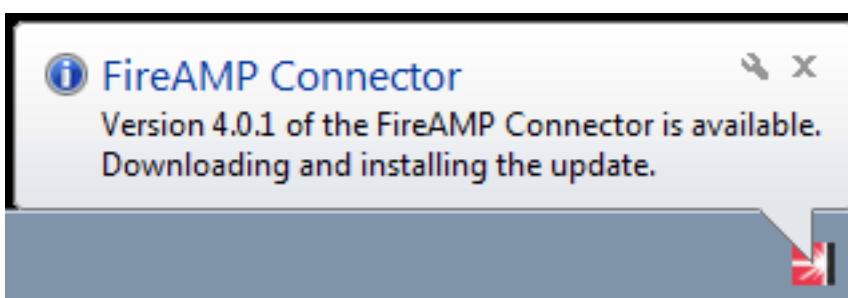 FireAMP Connector
Version 4.0.1 of the FireAMP Connector is available.
Downloading and installing the update.